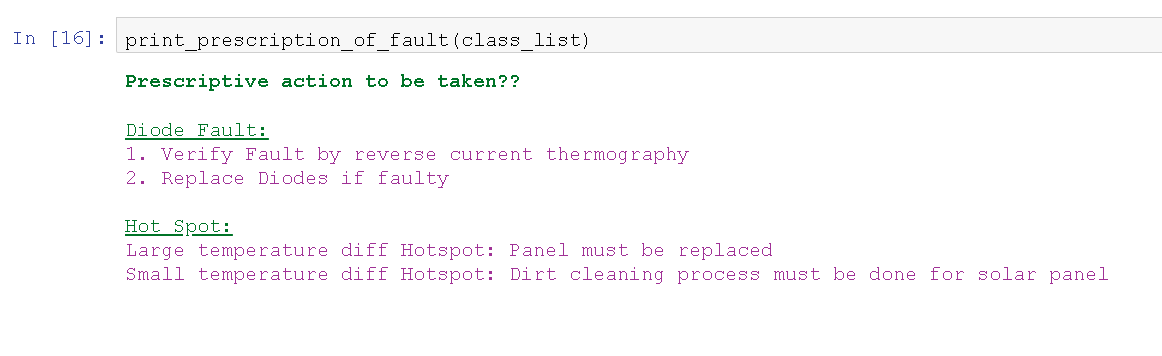 In [16]: print_prescription_of_fault(class_list)
Prescriptive action to be taken??
Diode Fault:
1. Verify Fault by reverse current thermography
2. Replace Diodes if faulty
Hot Spot:
Large temperature diff Hotspot: Panel must be replaced
Small temperature diff Hotspot: Dirt cleaning process must be done for solar panel